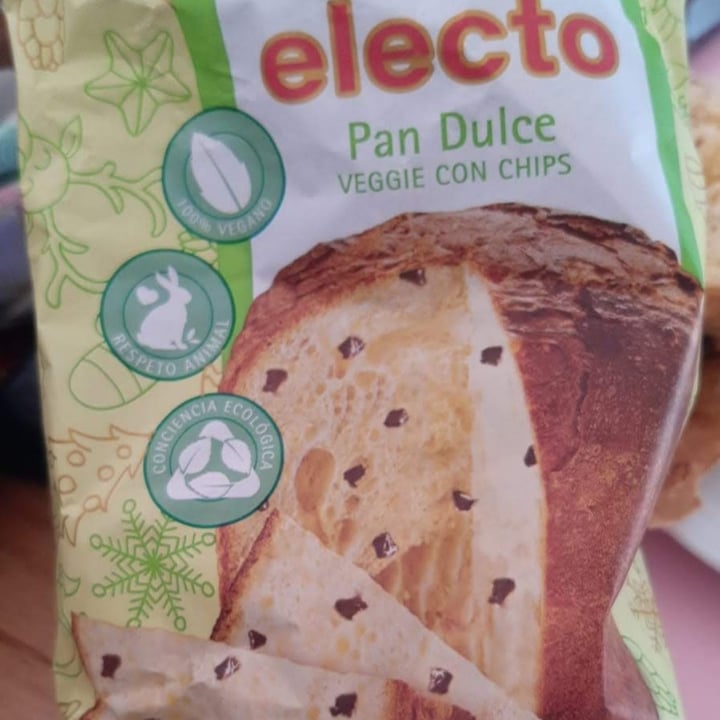 electo
Pan Dulce
VEGGIE CON CHIPS
100% VEGANO
RESPETO ANIMAL
CONCIENCIA ECOLÓGICA